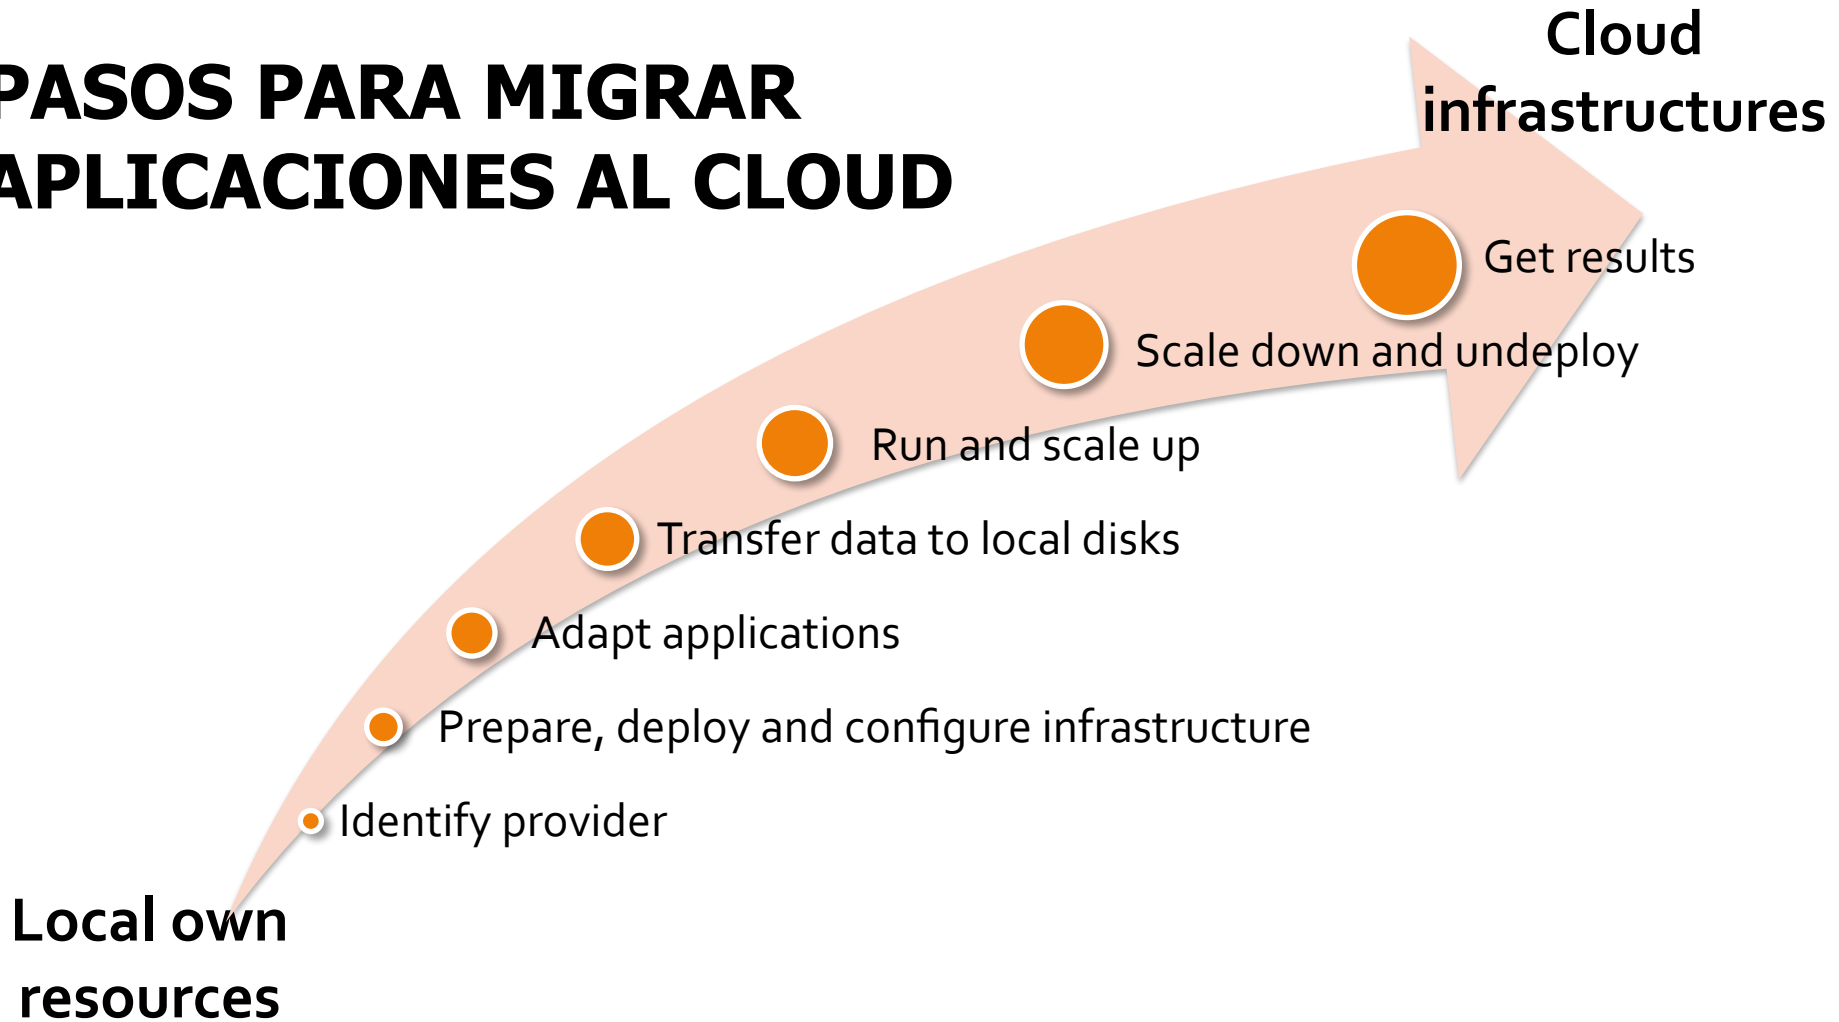 PASOS PARA MIGRAR
APLICACIONES AL CLOUD
Cloud
infrastructures
Get results
Scale down and undeploy
Run and scale up
Transfer data to local disks
Adapt applications
Prepare, deploy and configure infrastructure
Identify provider
Local own
resources